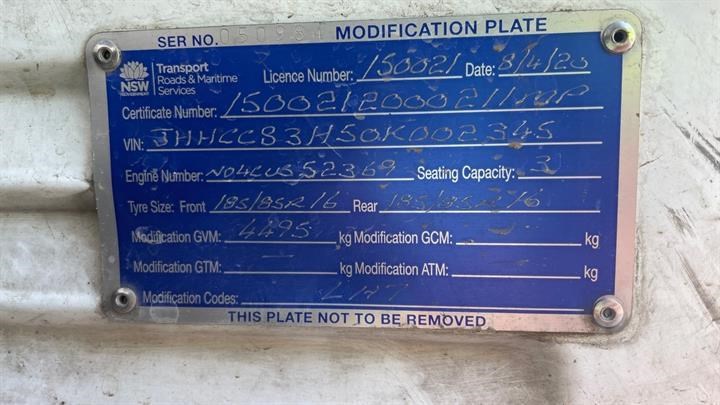 SER NO. 050984 MODIFICATION PLATE
NSW GOVERNMENT Transport Roads & Maritime Services
Licence Number: 150021 Date: 8/4/20
Certificate Number: 1500212000211MP
VIN: JHHCCS3H50K002345
Engine Number: N04CUS52369 Seating Capacity: 3
Tyre Size: Front 185/85R16 Rear 185/85R16
Modification GVM: 4495 kg Modification GCM: - kg
Modification GTM: - kg Modification ATM: - kg
Modification Codes:
THIS PLATE NOT TO BE REMOVED